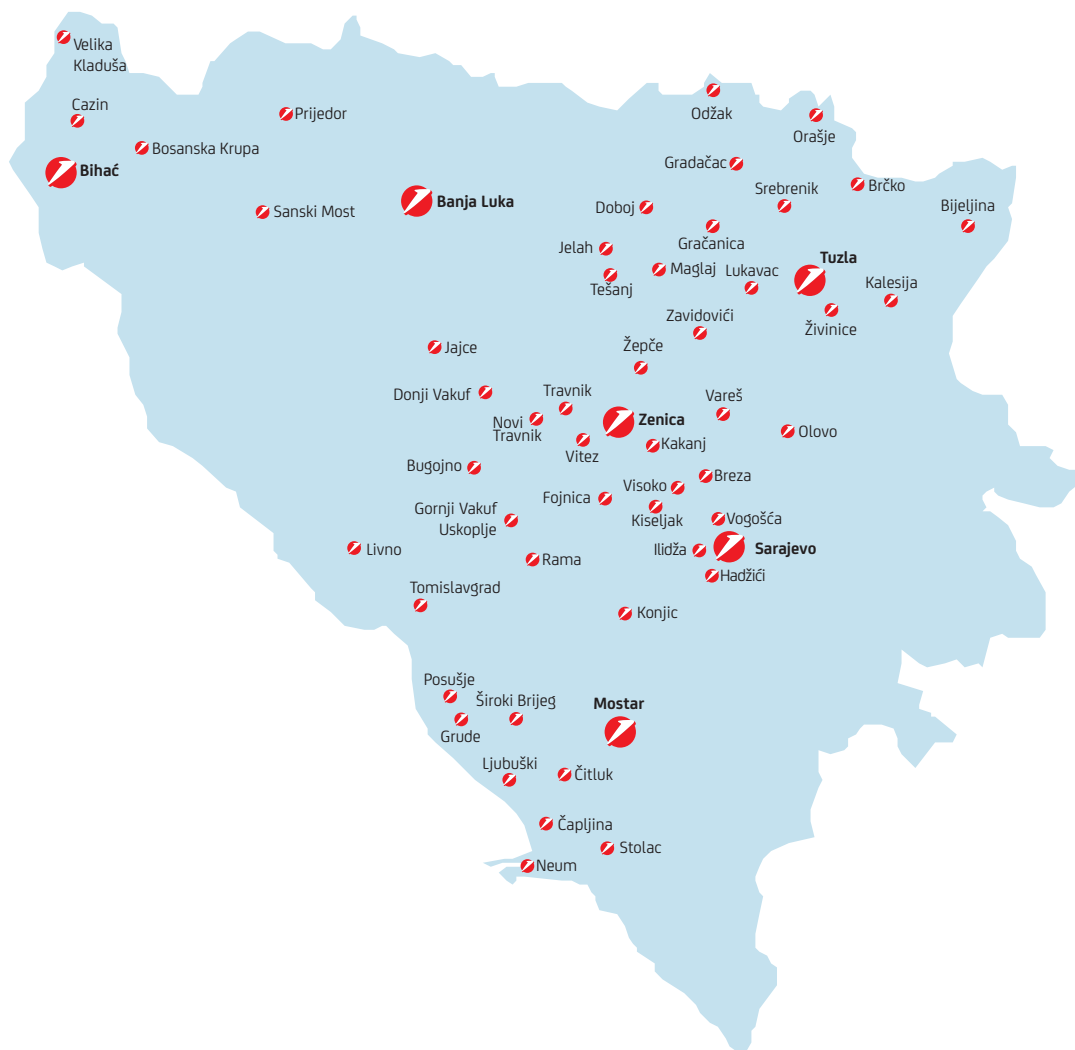 Velika
Kladuša
Cazin
Bosanska Krupa
Prijedor
Odžak
Orašje
Bihać
Gradačac
Brčko
Srebrenik
Banja Luka
Sanski Most
Doboj
Bijeljina
Gračanica
Jelah
Tuzla
Maglaj
Lukavac
Kalesija
Tešanj
Zavidovići
Živinice
Žepče
Jajce
Donji Vakuf
Travnik
Vareš
Novi
Travnik
Zenica
Olovo
Vitez
Kakanj
Bugojno
Breza
Visoko
Fojnica
Gornji Vakuf
Uskoplje
Kiseljak
Vogošća
Livno
Ilidža
Sarajevo
Rama
Hadžići
Tomislavgrad
Konjic
Posušje
Široki Brijeg
Mostar
Grude
Ljubuški
Čitluk
Čapljina
Stolac
Neum